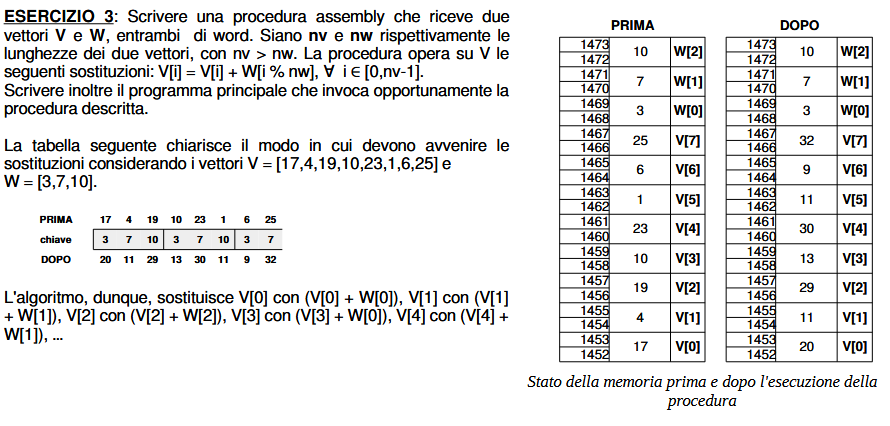 ESERCIZIO 3: Scrivere una procedura assembly che riceve due
vettori V e W, entrambi di word. Siano nv e nw rispettivamente le
lunghezze dei due vettori, con nv > nw. La procedura opera su V le
seguenti sostituzioni: V[i] = V[i] + W[i % nw], ∀ i ∈ [0,nv-1].
Scrivere inoltre il programma principale che invoca opportunamente la
procedura descritta.
La tabella seguente chiarisce il modo in cui devono avvenire le
sostituzioni considerando i vettori V = [17,4,19,10,23,1,6,25] e
W = [3,7,10].
PRIMA 17 4 19 10 23 1 6 25
chiave 3 7 10 3 7 10 3 7
DOPO 20 11 29 13 30 11 9 32
L'algoritmo, dunque, sostituisce V[0] con (V[0] + W[0]), V[1] con (V[1]
+ W[1]), V[2] con (V[2] + W[2]), V[3] con (V[3] + W[0]), V[4] con (V[4] +
W[1]), ...
PRIMA
1473
10 W[2]
1472
1471
7 W[1]
1470
1469
3 W[0]
1468
1467
25 V[7]
1466
1465
6 V[6]
1464
1463
1 V[5]
1462
1461
23 V[4]
1460
1459
10 V[3]
1458
1457
19 V[2]
1456
1455
4 V[1]
1454
1453
17 V[0]
1452
DOPO
1473
10 W[2]
1472
1471
7 W[1]
1470
1469
3 W[0]
1468
1467
32 V[7]
1466
1465
9 V[6]
1464
1463
11 V[5]
1462
1461
30 V[4]
1460
1459
13 V[3]
1458
1457
29 V[2]
1456
1455
11 V[1]
1454
1453
20 V[0]
1452
Stato della memoria prima e dopo l'esecuzione della
procedura